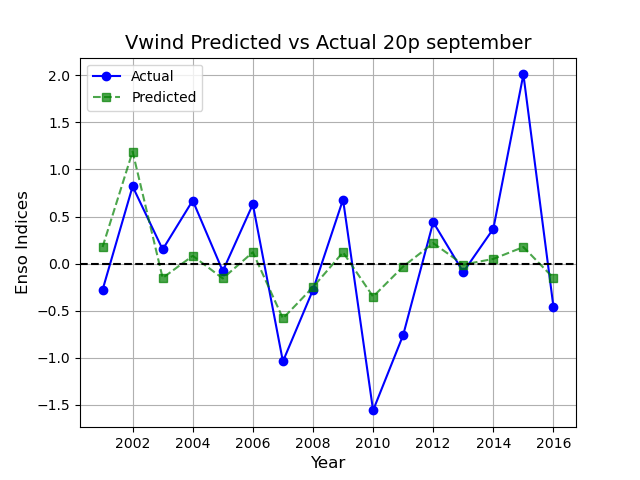 Vwind Predicted vs Actual 20p september
Actual
Predicted
Enso Indices
2.0
1.5
1.0
0.5
0.0
−0.5
−1.0
−1.5
2002 2004 2006 2008 2010 2012 2014 2016
Year